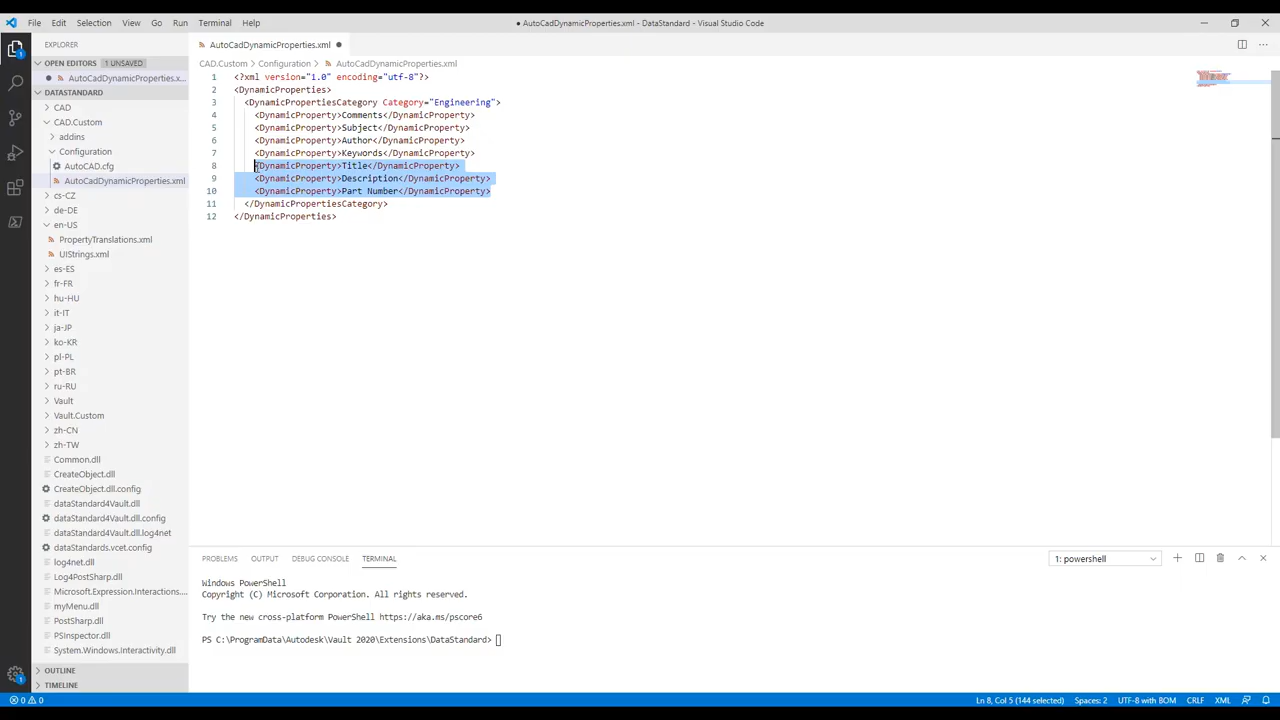 File Edit Selection View Go Run Terminal Help
● AutoCadDynamicProperties.xml - DataStandard - Visual Studio Code
EXPLORER
OPEN EDITORS 1 UNSAVED
AutoCadDynamicProperties.x...
DATASTANDARD
CAD
CAD.Custom
addins
Configuration
AutoCAD.cfg
AutoCadDynamicProperties.xml
cs-CZ
de-DE
en-US
PropertyTranslations.xml
UIStrings.xml
es-ES
fr-FR
hu-HU
it-IT
ja-JP
ko-KR
pl-PL
pt-BR
ru-RU
Vault
Vault.Custom
zh-CN
zh-TW
Common.dll
CreateObject.dll
CreateObject.dll.config
dataStandard4Vault.dll
dataStandard4Vault.dll.config
dataStandard4Vault.dll.log4net
dataStandards.vcet.config
log4net.dll
Log4PostSharp.dll
Microsoft.Expression.Interactions....
myMenu.dll
PostSharp.dll
PSInspector.dll
System.Windows.Interactivity.dll
OUTLINE
TIMELINE
AutoCadDynamicProperties.xml ●
CAD.Custom > Configuration > AutoCadDynamicProperties.xml
1 <?xml version="1.0" encoding="utf-8"?>
2 <DynamicProperties>
3 <DynamicPropertiesCategory Category="Engineering">
4 <DynamicProperty>Comments</DynamicProperty>
5 <DynamicProperty>Subject</DynamicProperty>
6 <DynamicProperty>Author</DynamicProperty>
7 <DynamicProperty>Keywords</DynamicProperty>
8 <DynamicProperty>Title</DynamicProperty>
9 <DynamicProperty>Description</DynamicProperty>
10 <DynamicProperty>Part Number</DynamicProperty>
11 </DynamicPropertiesCategory>
12 </DynamicProperties>
PROBLEMS OUTPUT DEBUG CONSOLE TERMINAL
1: powershell
Windows PowerShell
Copyright (C) Microsoft Corporation. All rights reserved.
Try the new cross-platform PowerShell https://aka.ms/pscore6
PS C:\ProgramData\Autodesk\Vault 2020\Extensions\DataStandard>
0 0
Ln 8, Col 5 (144 selected) Spaces: 2 UTF-8 with BOM CRLF XML